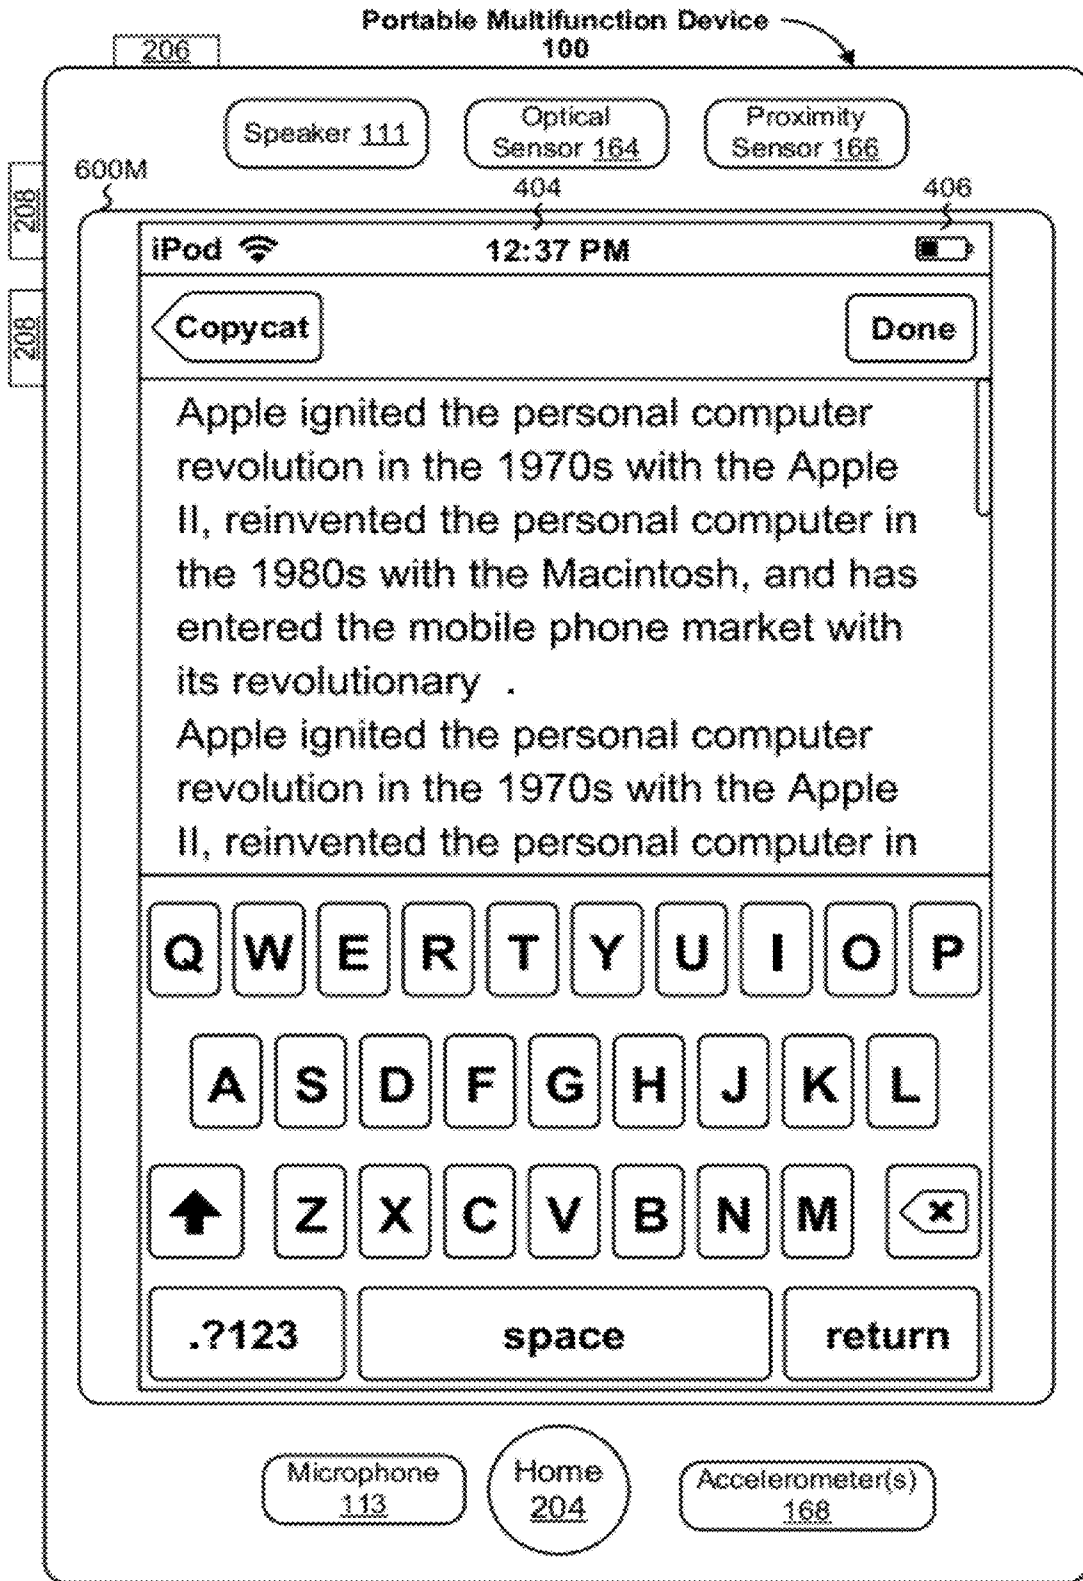 Portable Multifunction Device
100
206
Speaker 111
Optical
Sensor 164
Proximity
Sensor 166
208
208
600M
404
406
iPod
12:37 PM
Copycat
Done
Apple ignited the personal computer
revolution in the 1970s with the Apple
II, reinvented the personal computer in
the 1980s with the Macintosh, and has
entered the mobile phone market with
its revolutionary .
Apple ignited the personal computer
revolution in the 1970s with the Apple
II, reinvented the personal computer in
Q W E R T Y U I O P
A S D F G H J K L
Z X C V B N M
.?123 space return
Microphone
113
Home
204
Accelerometer(s)
168